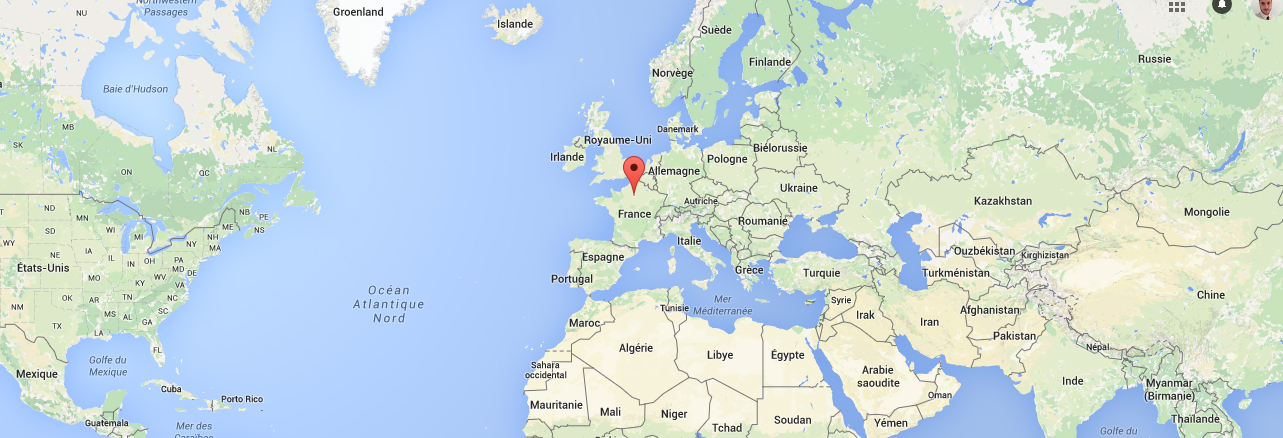 Northwestern
Passages
NU
Groenland
Islande
Suède
Finlande
Norvège
Russie
Baie d'Hudson
MB
SK
ON
QC
NL
Danemark
Royaume-Uni
Irlande
Biélorussie
Pologne
Allemagne
Ukraine
Kazakhstan
Mongolie
Autriche
France
Roumanie
ND
MN
SD
NB
PE
NS
ME
WI
MI
NH
MA
WY
IA
NE
IL
IN
OH
PA
MD
DE
États-Unis
KS
MO
KY
WV
VA
OK
AR
TN
NC
SC
NM
MS
AL
GA
TX
LA
FL
Italie
Espagne
Portugal
Grèce
Turquie
Ouzbékistan
Kirghizistan
Turkménistan
Chine
Océan
Atlantique
Nord
Mer
Méditerranée
Tunisie
Syrie
Irak
Iran
Afghanistan
Pakistan
Népal
Maroc
Algérie
Libye
Égypte
Arabie
saoudite
Oman
Yémen
Inde
Myanmar
(Birmanie)
Thaïlande
Golfe du
Mexique
Mexique
Cuba
Porto Rico
Guatemala
Mer des
Caraïbes
Sahara
occidental
Mauritanie
Mali
Niger
Tchad
Soudan
Golfe du